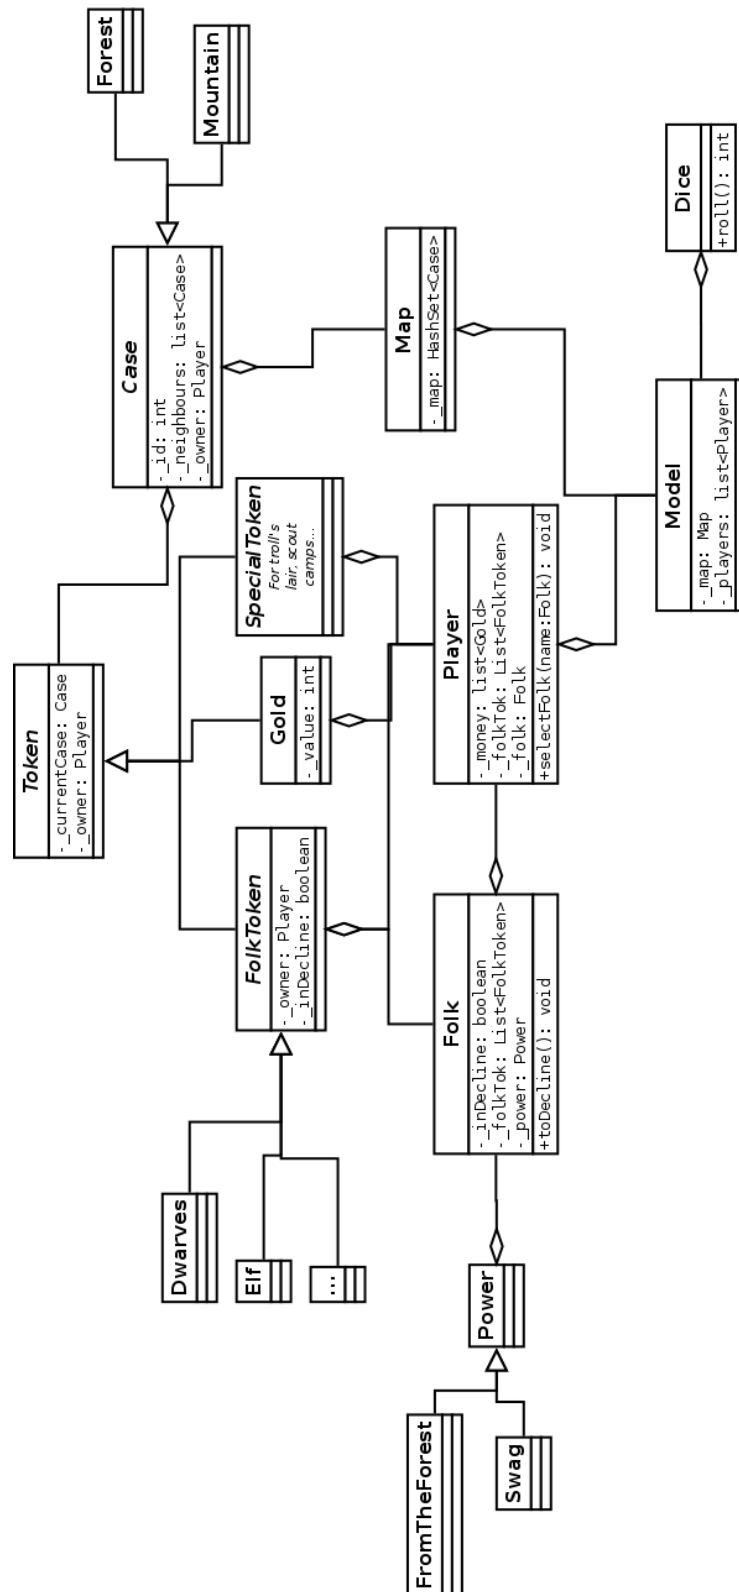 Forest
Mountain
Case
-_id: int
-_neighbours: list<Case>
-_owner: Player
Map
-_map: HashSet<Case>
Dice
+roll(): int
Model
-_map: Map
-_players: list<Player>
Token
-_currentCase: Case
-_owner: Player
SpecialToken
For troll's
lair, scout
camps...
Gold
-_value: int
Player
-_money: list<Gold>
-_folkTok: List<FolkToken>
-_folk: Folk
+selectFolk(name:Folk): void
FolkToken
-_owner: Player
-_inDecline: boolean
Folk
-_inDecline: boolean
-_folkTok: List<FolkToken>
-_power: Power
+toDecline(): void
Dwarves
Elf
...
Power
FromTheForest
Swag